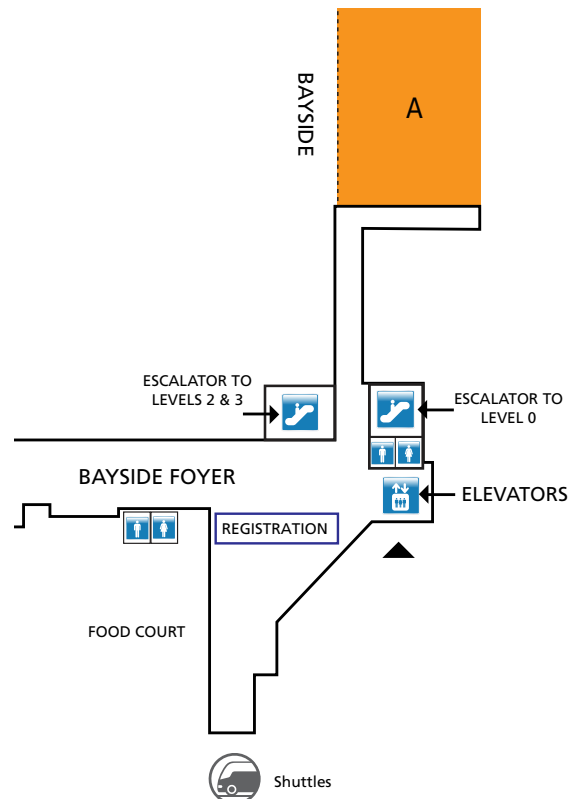 BAYSIDE
A
ESCALATOR TO
LEVELS 2 & 3
ESCALATOR TO
LEVEL 0
BAYSIDE FOYER
ELEVATORS
REGISTRATION
FOOD COURT
Shuttles